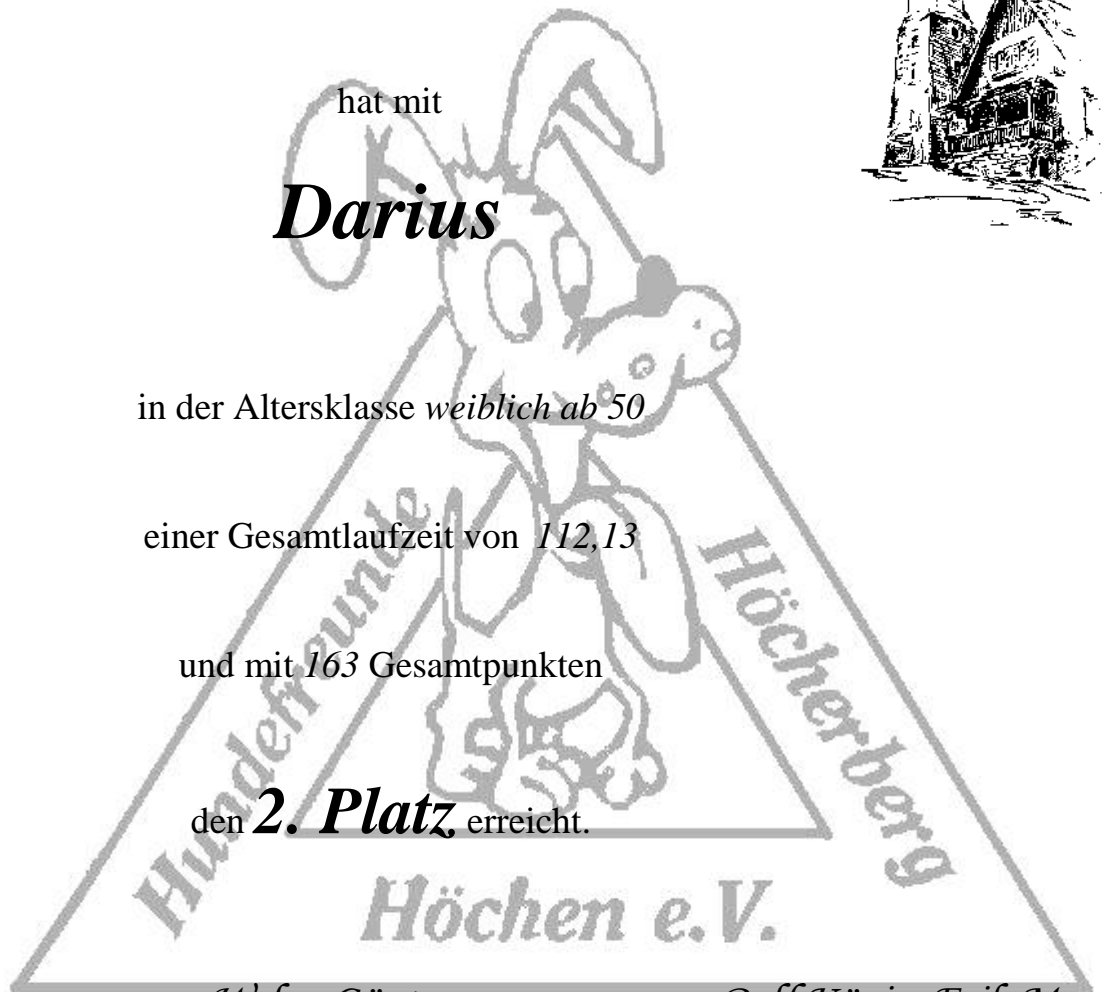 hat mit
Darius
in der Altersklasse weiblich ab 50
einer Gesamtlaufzeit von 112,13
und mit 163 Gesamtpunkten
den 2. Platz erreicht.
Hundefreunde
Höcherberg
Höchen e.V.